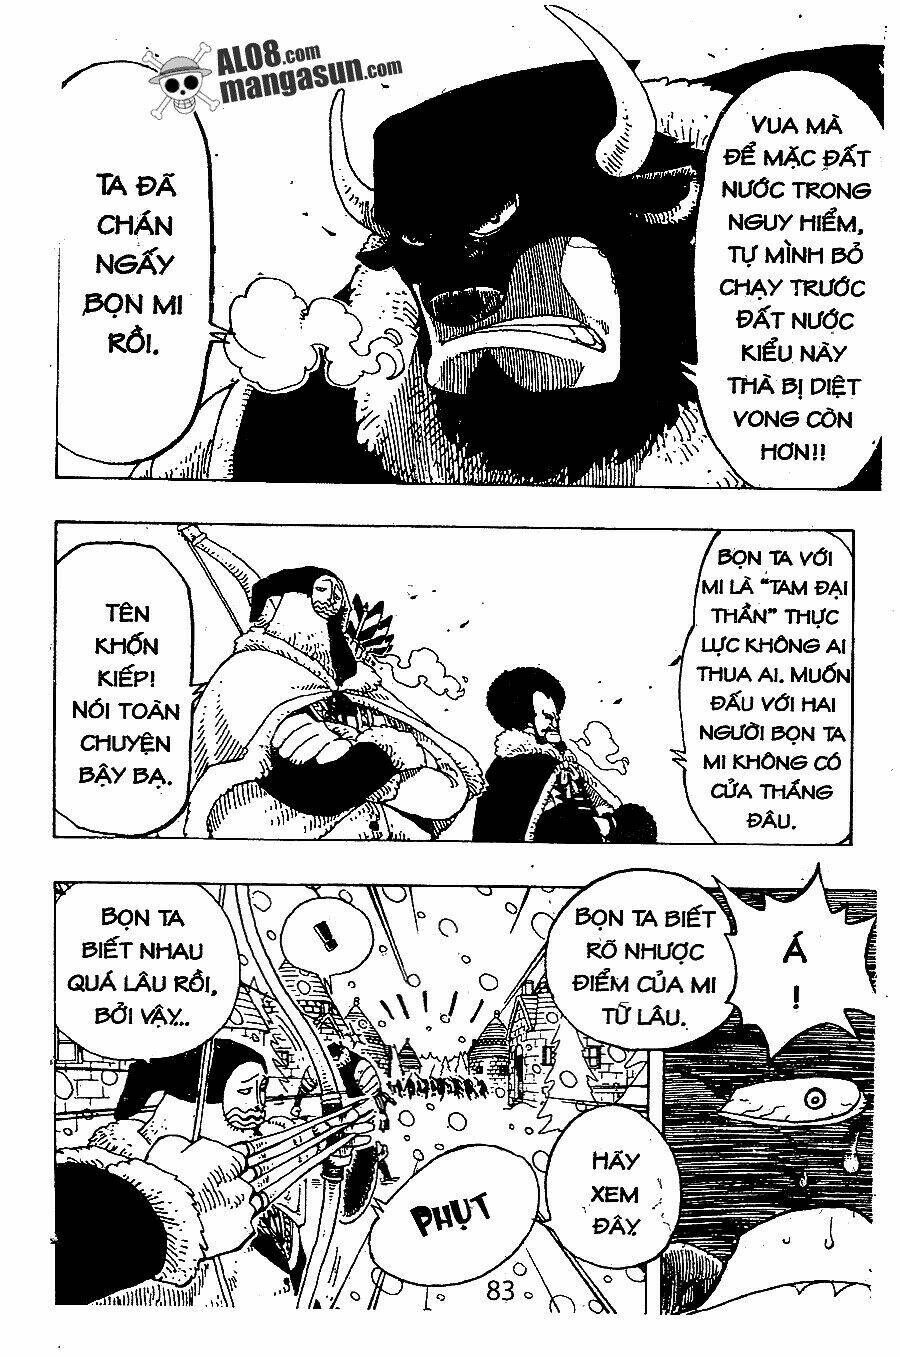 ALO8.com
mangasun.com
VUA MÀ
ĐỂ MẶC ĐẤT
NƯỚC TRONG
NGUY HIỂM,
TỰ MÌNH BỎ
CHẠY TRƯỚC
ĐẤT NƯỚC
KIỂU NÀY
THÀ BỊ DIỆT
VONG CÒN
HƠN!!
TA ĐÃ
CHÁN
NGẤY
BỌN MI
RỒI.
BỌN TA VỚI
MI LÀ "TAM ĐẠI
THẦN" THỰC
LỰC KHÔNG AI
THUA AI. MUỐN
ĐẤU VỚI HAI
NGƯỜI BỌN TA
MI KHÔNG CÓ
CỬA THẮNG
ĐÂU.
TÊN
KHỐN
KIẾP!
NÓI TOÀN
CHUYỆN
BẬY BẠ.
Á
!
BỌN TA BIẾT
RÕ NHƯỢC
ĐIỂM CỦA MI
TỪ LÂU.
!
BỌN TA
BIẾT NHAU
QUÁ LÂU RỒI,
BỞI VẬY...
HÃY
XEM
ĐÂY.
PHỤT
83